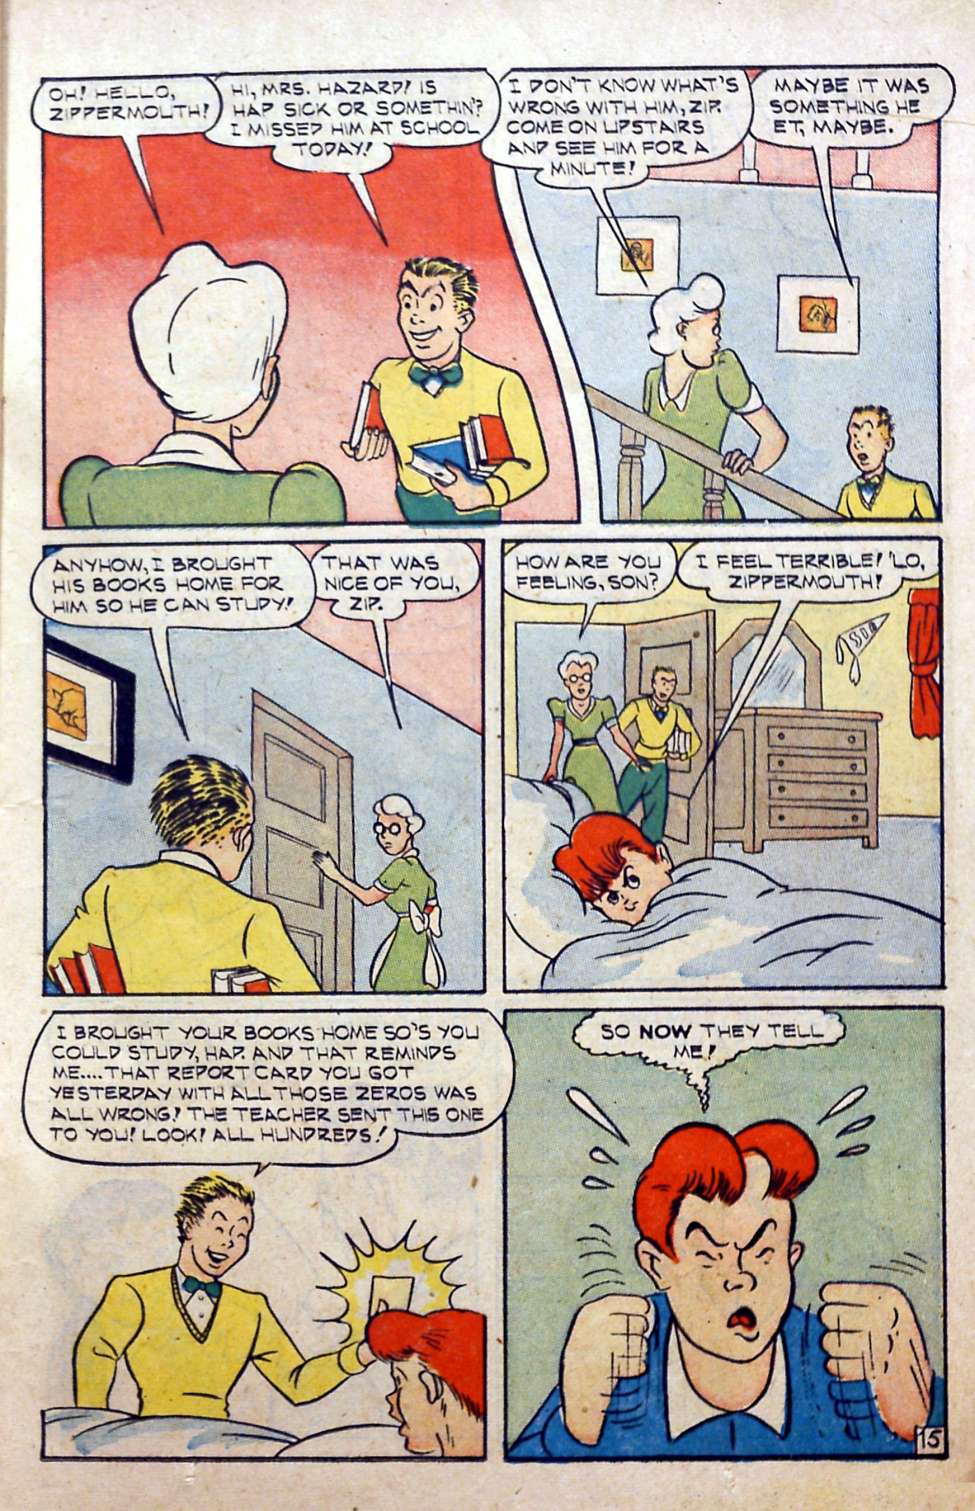 OH! HELLO,
ZIPPERMOUTH!
HI, MRS. HAZARD! IS
HAP SICK OR SOMETHIN'?
I MISSED HIM AT SCHOOL
TODAY!
I DON'T KNOW WHAT'S
WRONG WITH HIM, ZIP.
COME ON UPSTAIRS
AND SEE HIM FOR A
MINUTE!
MAYBE IT WAS
SOMETHING HE
ET, MAYBE.
ANYHOW, I BROUGHT
HIS BOOKS HOME FOR
HIM SO HE CAN STUDY!
THAT WAS
NICE OF YOU,
ZIP.
HOW ARE YOU
FEELING, SON?
I FEEL TERRIBLE! 'LO,
ZIPPERMOUTH!
I BROUGHT YOUR BOOKS HOME SO'S YOU
COULD STUDY, HAP. AND THAT REMINDS
ME....THAT REPORT CARD YOU GOT
YESTERDAY WITH ALL THOSE ZEROS WAS
ALL WRONG! THE TEACHER SENT THIS ONE
TO YOU! LOOK! ALL HUNDREDS!
SO NOW THEY TELL
ME!
15